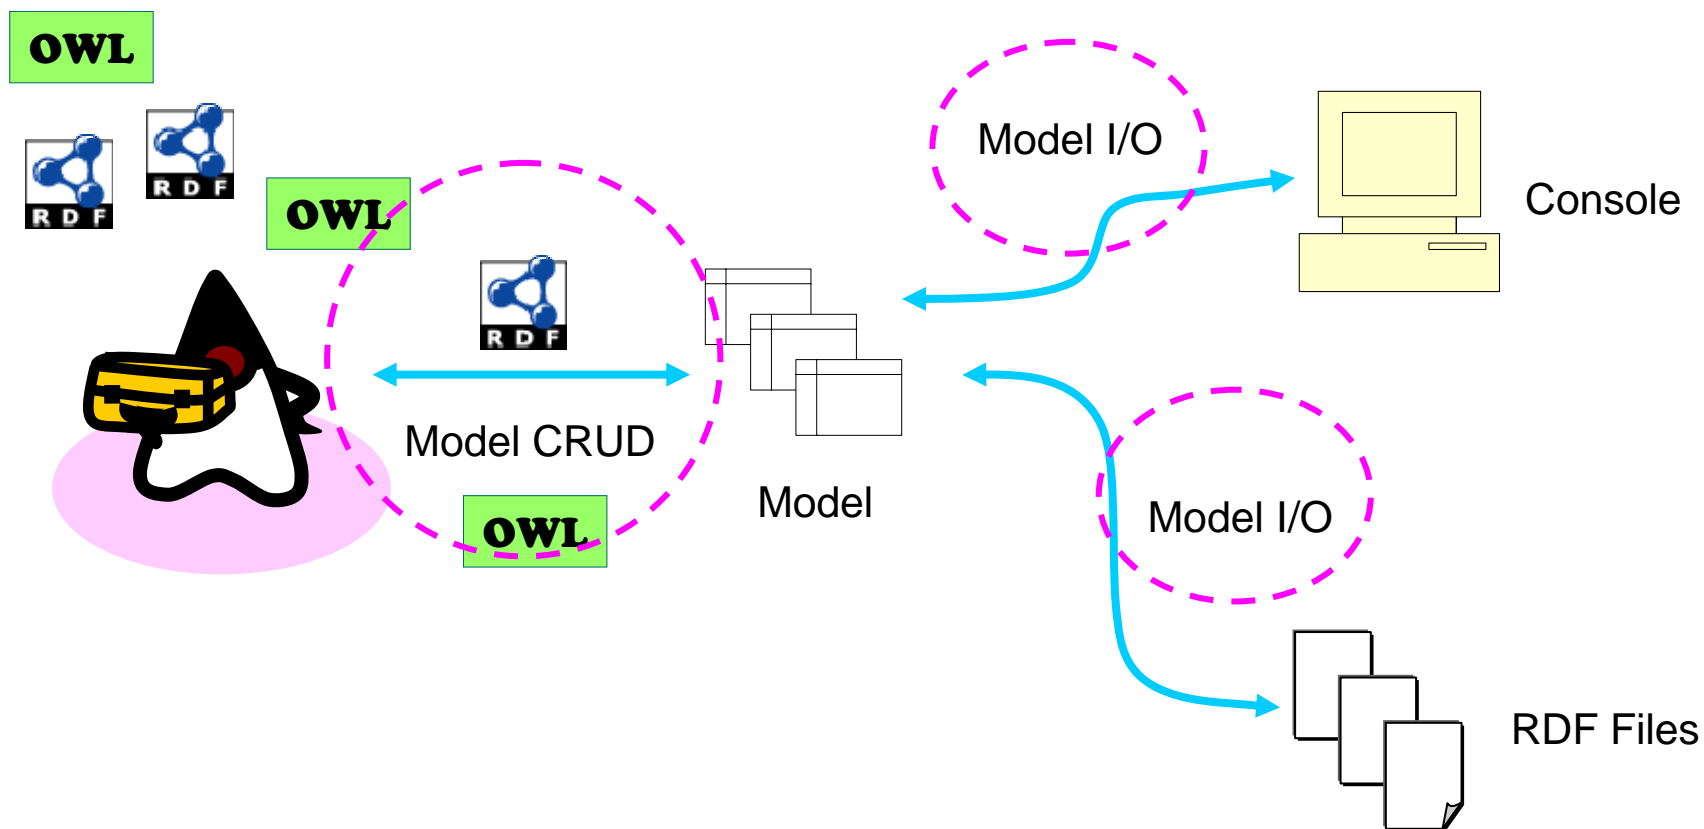 OWL
RDF
RDF
OWL
RDF
Model CRUD
OWL
Model
Model I/O
Console
Model I/O
RDF Files